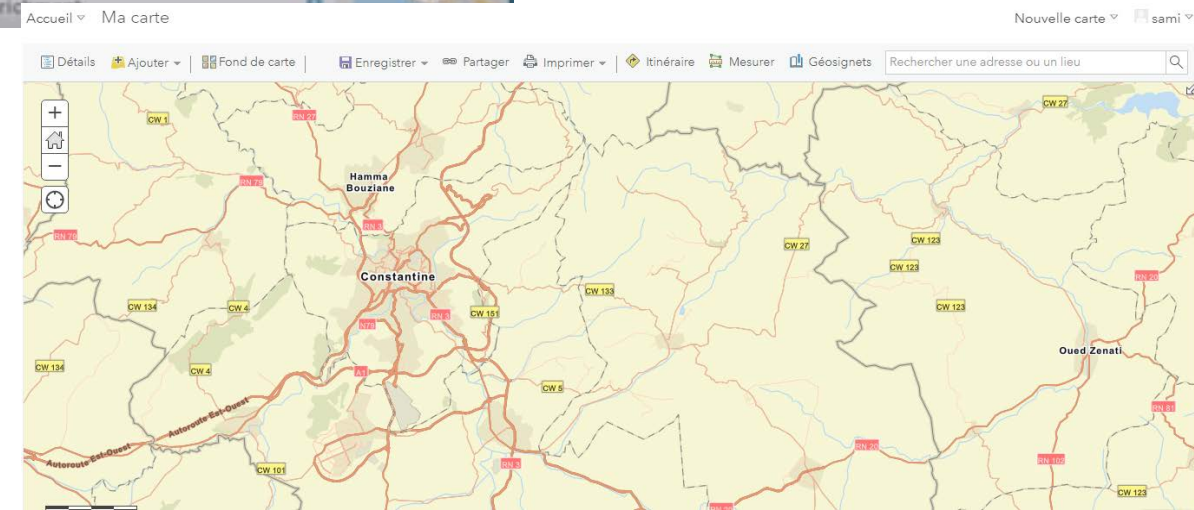 Accueil Ma carte Nouvelle carte sami
Détails Ajouter Fond de carte Enregistrer Partager Imprimer Itinéraire Mesurer Géosignets Rechercher une adresse ou un lieu
CW 27
RN 27
CW 1
Hamma
Bouziane
RN 79
RN 3
RN 79
CW 27
CW 123
CW 123
Constantine
RN 20
CW 133
CW 134
CW 4
CW 151
CW 123
RN 3
N79
Oued Zenati
CW 134
CW 4
A1
CW 5
RN 81
Autoroute Est-Ouest
RN 20
Autoroute Est-Ouest
CW 101
RN 3
RN 102
CW 123